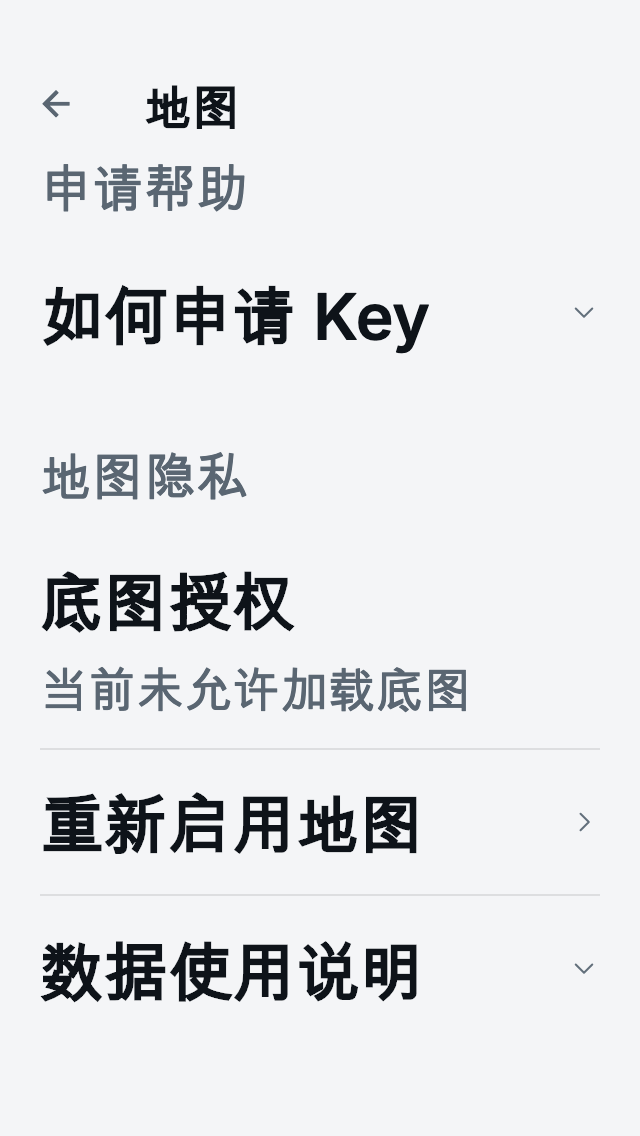 地图
申请帮助
如何申请 Key
地图隐私
底图授权
当前未允许加载底图
重新启用地图
数据使用说明